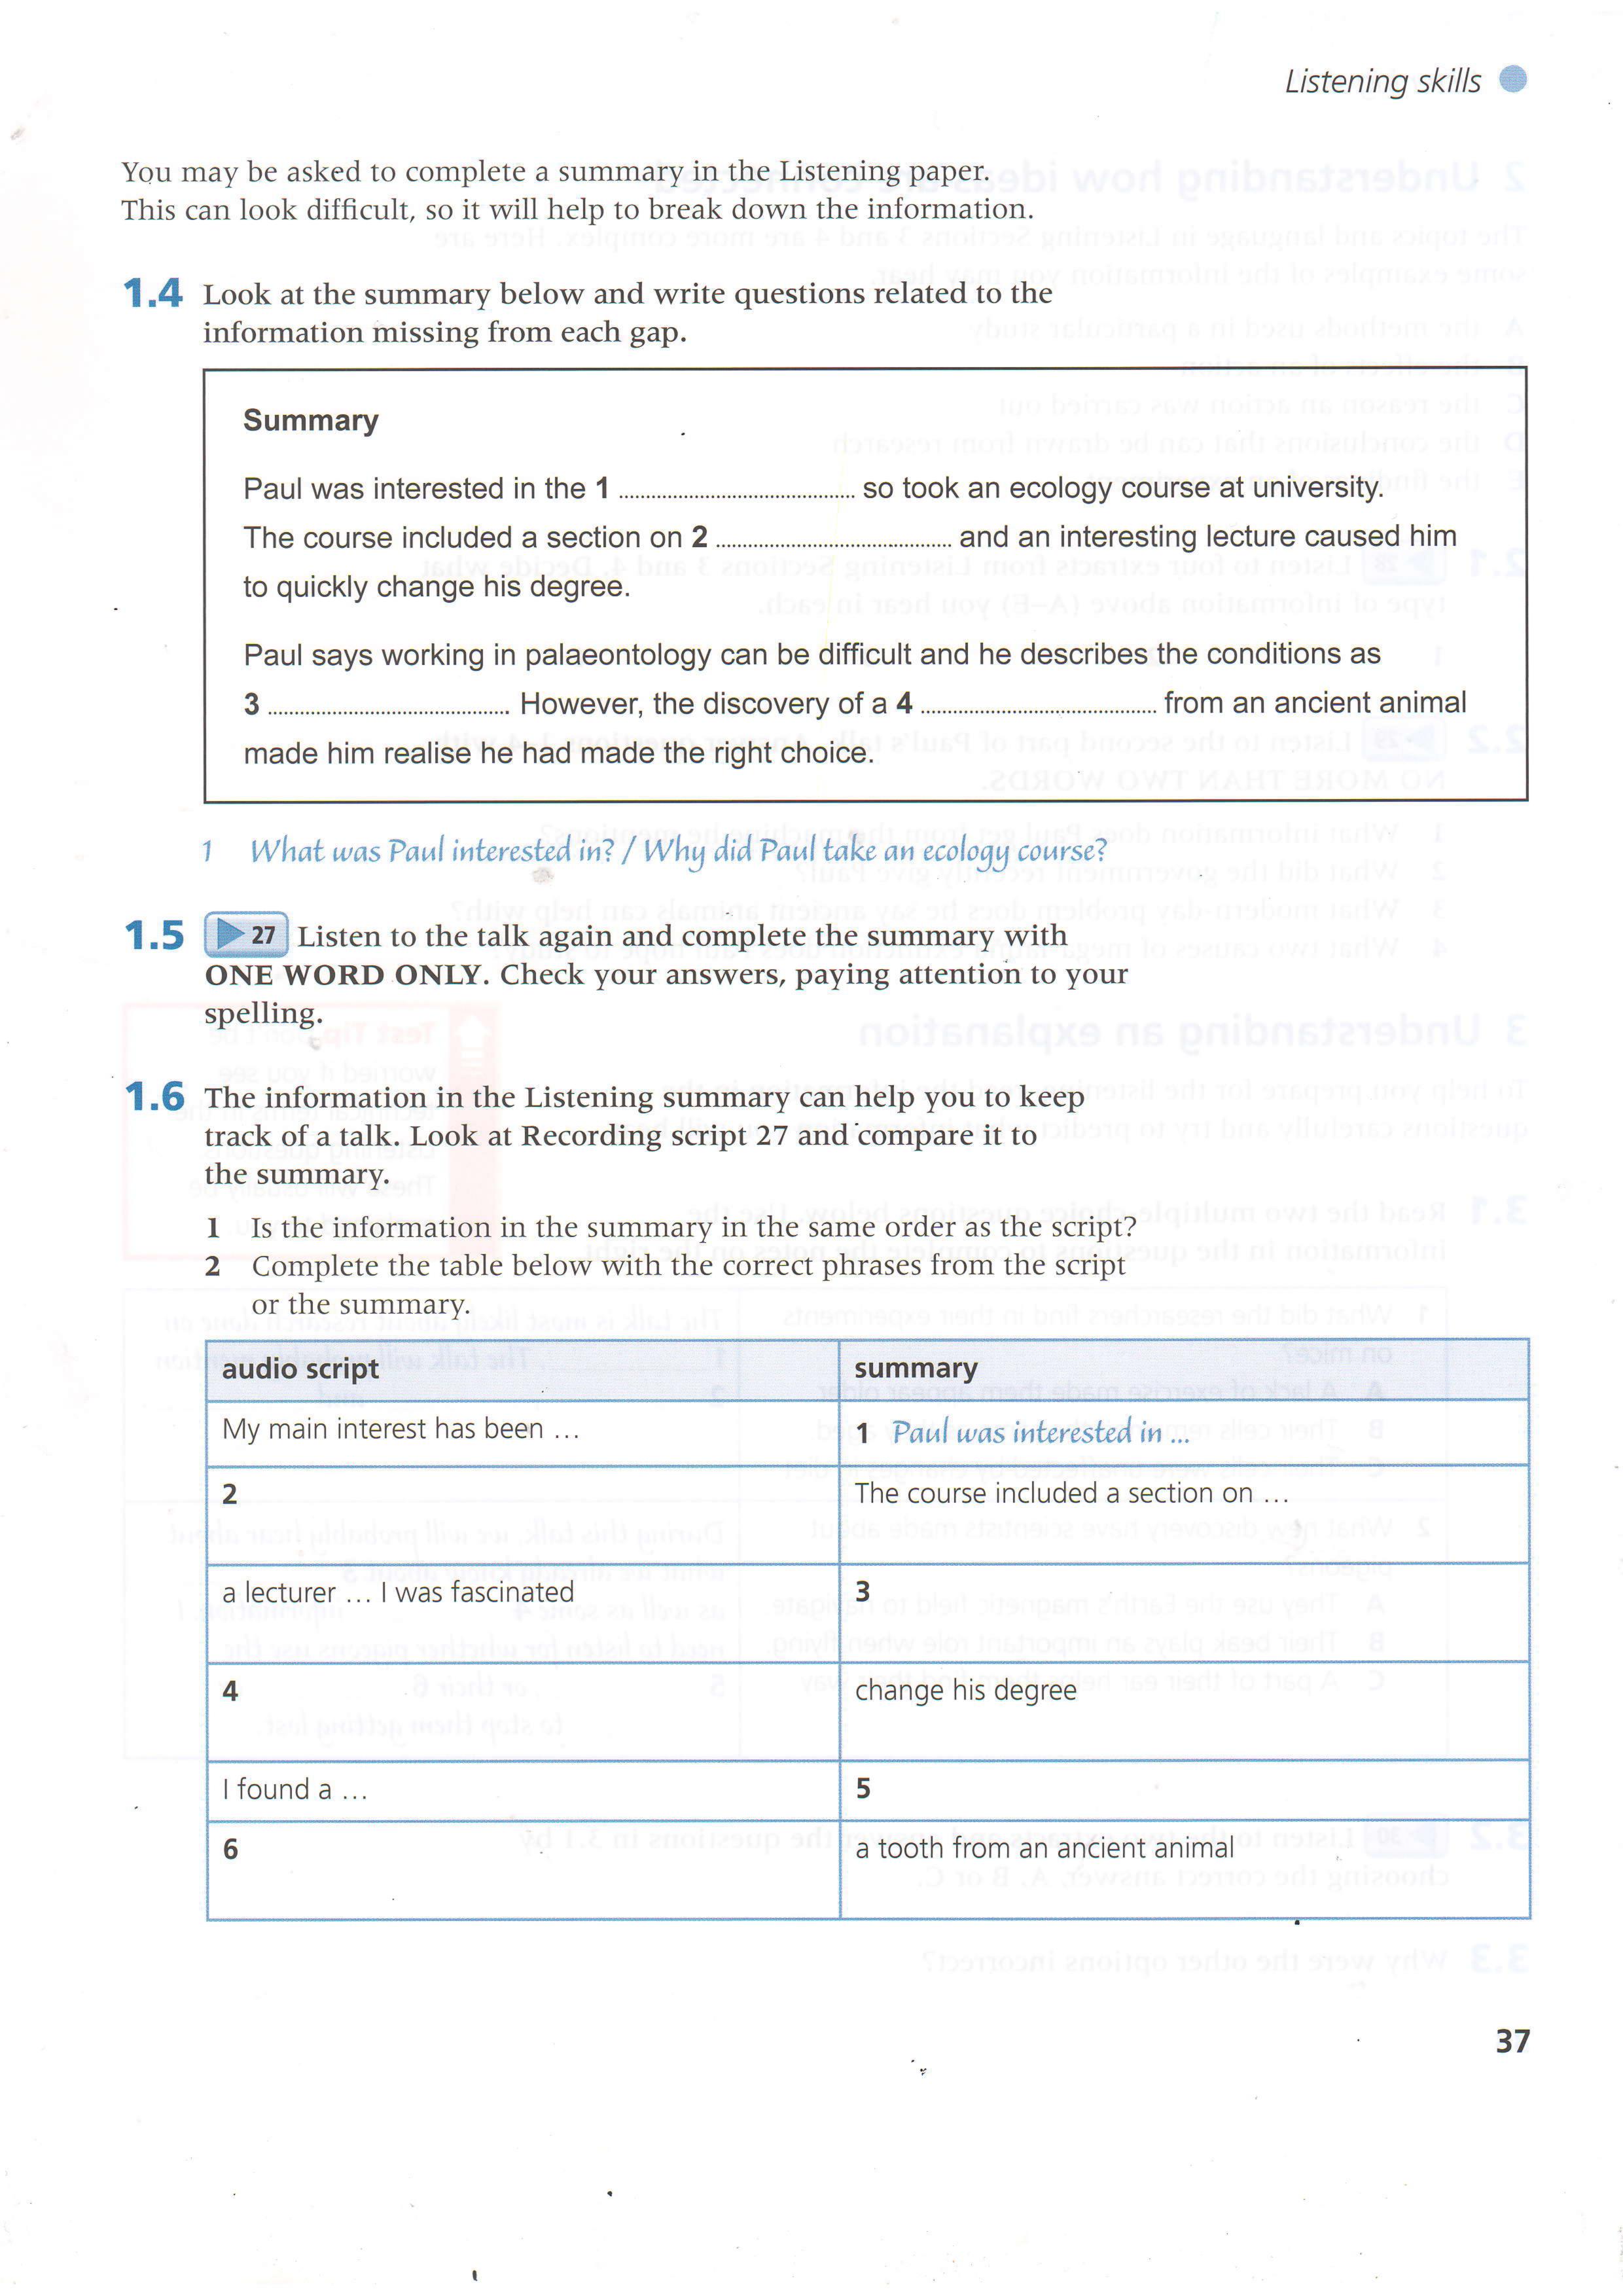 Listening skills
You may be asked to complete a summary in the Listening paper.
This can look difficult, so it will help to break down the information.
1.4 Look at the summary below and write questions related to the
information missing from each gap.
Summary
Paul was interested in the 1 .................................... so took an ecology course at university.
The course included a section on 2 .................................... and an interesting lecture caused him
to quickly change his degree.
Paul says working in palaeontology can be difficult and he describes the conditions as
3 .................................... . However, the discovery of a 4 .................................... from an ancient animal
made him realise he had made the right choice.
1 What was Paul interested in? / Why did Paul take an ecology course?
1.5 27 Listen to the talk again and complete the summary with
ONE WORD ONLY. Check your answers, paying attention to your
spelling.
1.6 The information in the Listening summary can help you to keep
track of a talk. Look at Recording script 27 and compare it to
the summary.
1 Is the information in the summary in the same order as the script?
2 Complete the table below with the correct phrases from the script
or the summary.
audio script summary
My main interest has been ... 1 Paul was interested in ...
2 The course included a section on ...
a lecturer ... I was fascinated 3
4 change his degree
I found a ... 5
6 a tooth from an ancient animal
37